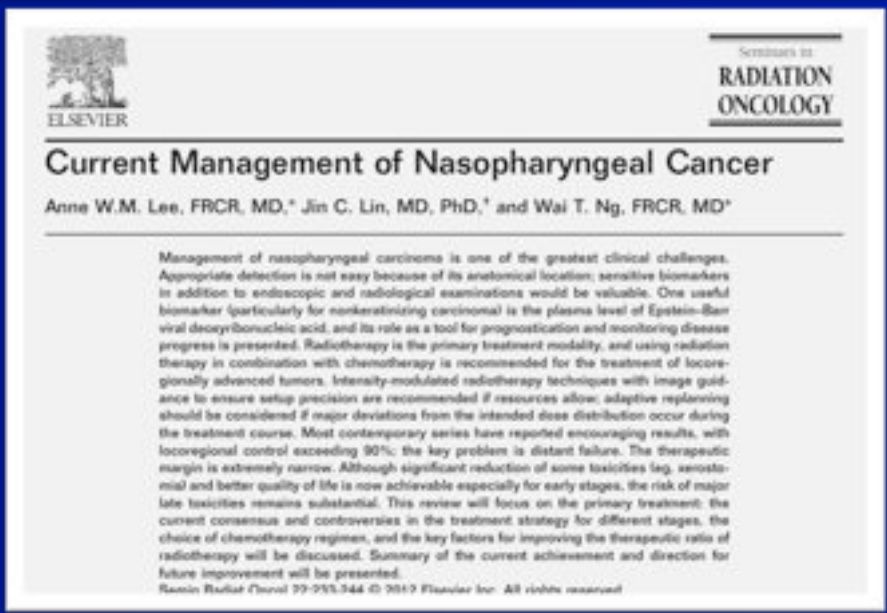 ELSEVIER
Seminars in
RADIATION
ONCOLOGY
Current Management of Nasopharyngeal Cancer
Anne W.M. Lee, FRCR, MD,* Jin C. Lin, MD, PhD,† and Wai T. Ng, FRCR, MD*
Management of nasopharyngeal carcinoma is one of the greatest clinical challenges.
Appropriate detection is not easy because of its anatomical location; sensitive biomarkers
in addition to endoscopic and radiological examinations would be valuable. One useful
biomarker (particularly for nonkeratinizing carcinoma) is the plasma level of Epstein–Barr
viral deoxyribonucleic acid, and its role as a tool for prognostication and monitoring disease
progress is presented. Radiotherapy is the primary treatment modality, and using radiation
therapy in combination with chemotherapy is recommended for the treatment of locore-
gionally advanced tumors. Intensity-modulated radiotherapy techniques with image guid-
ance to ensure setup precision are recommended if resources allow; adaptive replanning
should be considered if major deviations from the intended dose distribution occur during
the treatment course. Most contemporary series have reported encouraging results, with
locoregional control exceeding 90%; the key problem is distant failure. The therapeutic
margin is extremely narrow. Although significant reduction of some toxicities (eg, xerosto-
mia) and better quality of life is now achievable especially for early stages, the risk of major
late toxicities remains substantial. This review will focus on the primary treatment: the
current consensus and controversies in the treatment strategy for different stages, the
choice of chemotherapy regimen, and the key factors for improving the therapeutic ratio of
radiotherapy will be discussed. Summary of the current achievement and direction for
future improvement will be presented.
Semin Radiat Oncol 22:233-244 © 2012 Elsevier Inc. All rights reserved.